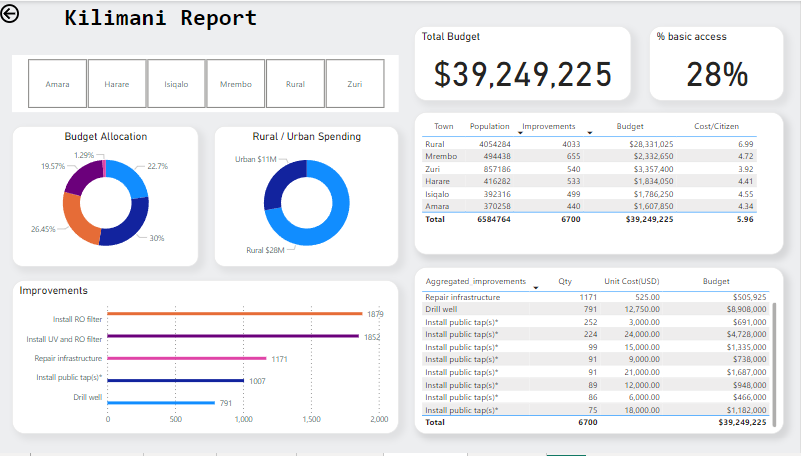 Kilimani Report
Amara Harare Isiqalo Mrembo Rural Zuri
Total Budget
$39,249,225
% basic access
28%
Budget Allocation
1.29%
19.57%
22.7%
26.45%
30%
Rural / Urban Spending
Urban $11M
Rural $28M
Town Population Improvements Budget Cost/Citizen
Rural 4054284 4033 $28,331,025 6.99
Mrembo 494438 655 $2,332,650 4.72
Zuri 857186 540 $3,357,400 3.92
Harare 416282 533 $1,834,050 4.41
Isiqalo 392316 499 $1,786,250 4.55
Amara 370258 440 $1,607,850 4.34
Total 6584764 6700 $39,249,225 5.96
Improvements
Install RO filter 1879
Install UV and RO filter 1852
Repair infrastructure 1171
Install public tap(s)* 1007
Drill well 791
0 500 1,000 1,500 2,000
Aggregated_improvements Qty Unit Cost(USD) Budget
Repair infrastructure 1171 525.00 $505,925
Drill well 791 12,750.00 $8,908,000
Install public tap(s)* 252 3,000.00 $691,000
Install public tap(s)* 224 24,000.00 $4,728,000
Install public tap(s)* 99 15,000.00 $1,335,000
Install public tap(s)* 91 9,000.00 $738,000
Install public tap(s)* 91 21,000.00 $1,687,000
Install public tap(s)* 89 12,000.00 $948,000
Install public tap(s)* 86 6,000.00 $466,000
Install public tap(s)* 75 18,000.00 $1,182,000
Total 6700 $39,249,225